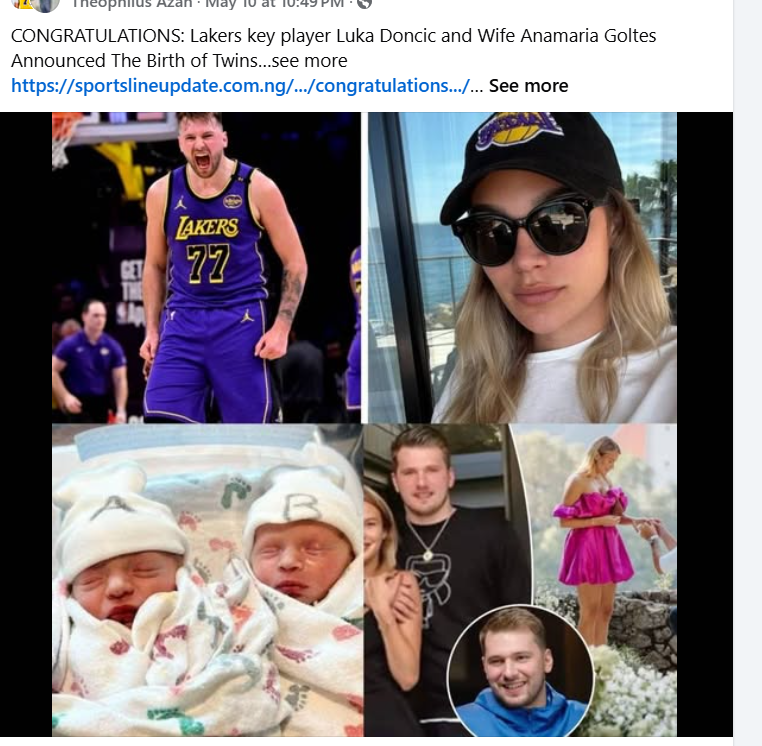 Theophilus Azah · May 10 at 10:49 PM ·
CONGRATULATIONS: Lakers key player Luka Doncic and Wife Anamaria Goltes
Announced The Birth of Twins...see more
https://sportslineupdate.com.ng/.../congratulations.../... See more
LAKERS
77
A
B